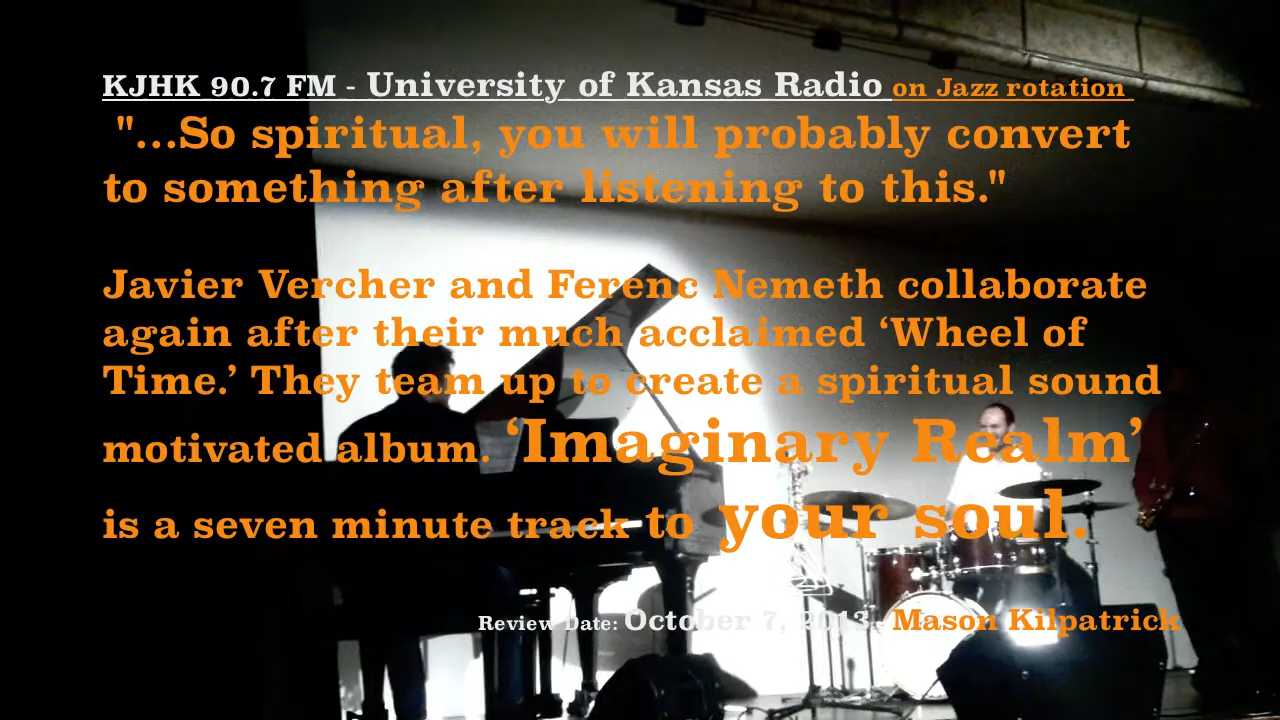 KJHK 90.7 FM - University of Kansas Radio on Jazz rotation
"...So spiritual, you will probably convert
to something after listening to this."
Javier Vercher and Ferenc Nemeth collaborate
again after their much acclaimed ‘Wheel of
Time.’ They team up to create a spiritual sound
motivated album. ‘Imaginary Realm’
is a seven minute track to your soul.
Review Date: October 7, 2013 - Mason Kilpatrick